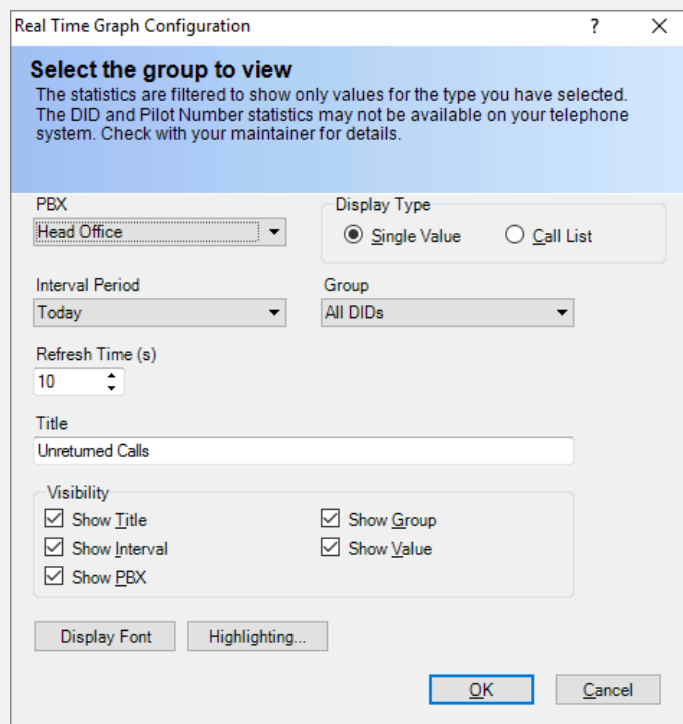 Real Time Graph Configuration ?
Select the group to view
The statistics are filtered to show only values for the type you have selected.
The DID and Pilot Number statistics may not be available on your telephone
system. Check with your maintainer for details.
PBX
Head Office
Display Type
Single Value
Call List
Interval Period
Today
Group
All DIDs
Refresh Time (s)
10
Title
Unreturned Calls
Visibility
Show Title
Show Group
Show Interval
Show Value
Show PBX
Display Font
Highlighting...
OK
Cancel